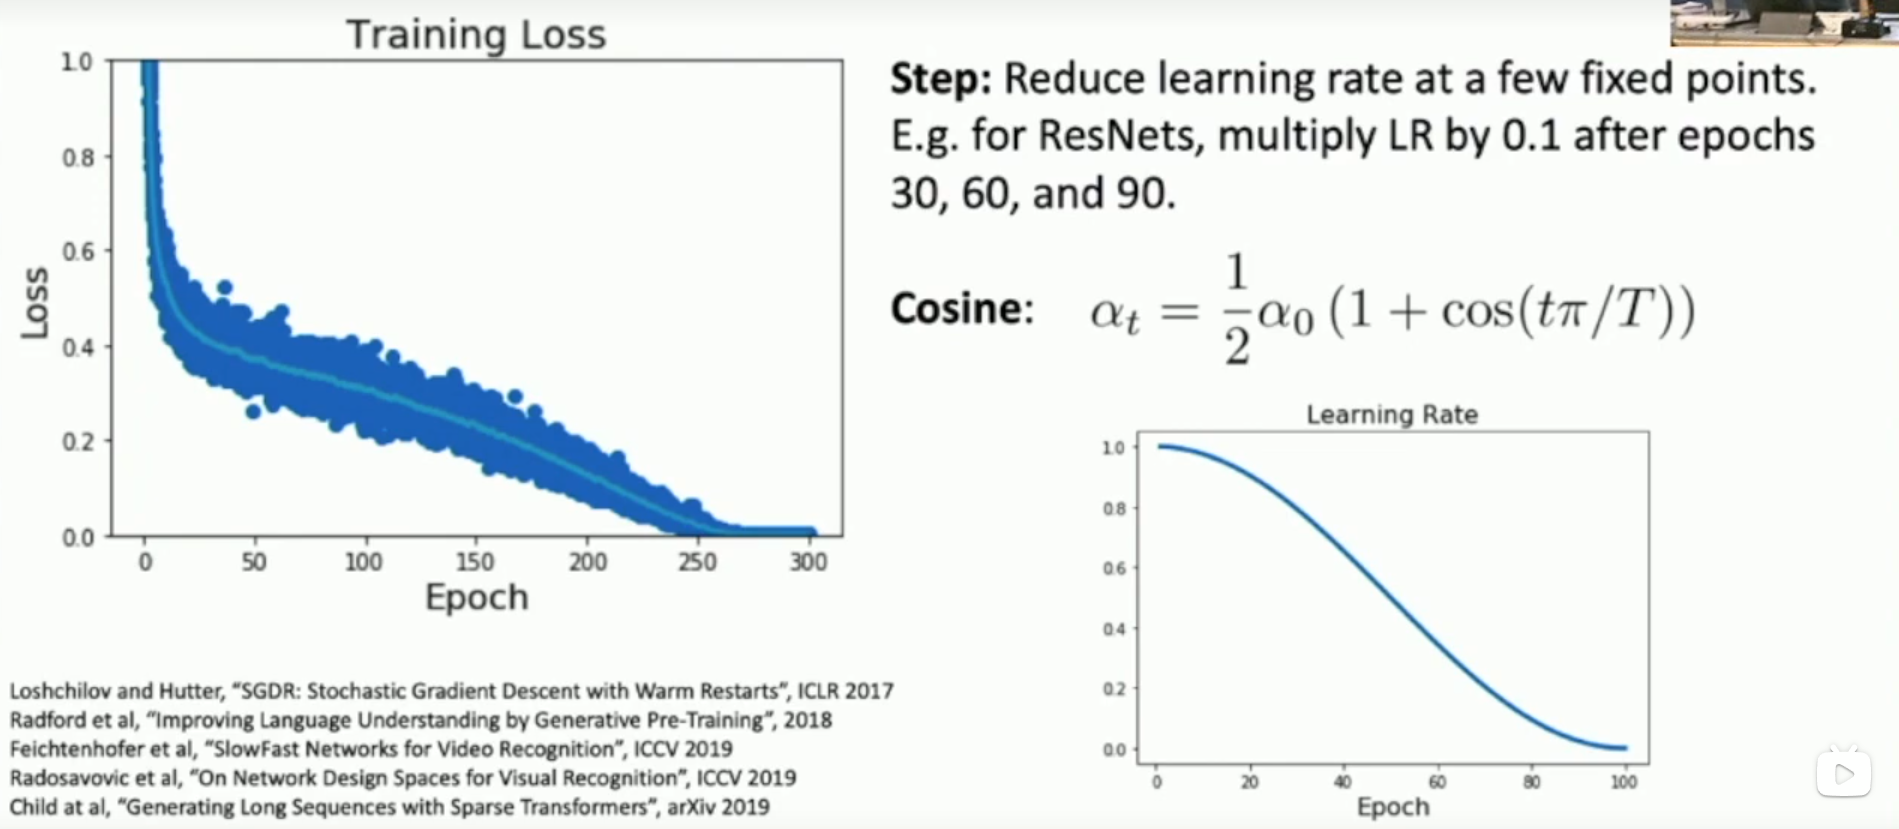 Training Loss
1.0
0.8
0.6
0.4
0.2
0.0
Loss
0 50 100 150 200 250 300
Epoch
Step: Reduce learning rate at a few fixed points.
E.g. for ResNets, multiply LR by 0.1 after epochs
30, 60, and 90.
Cosine: α_t = \frac{1}{2}α_0 (1 + cos(tπ/T))
Learning Rate
1.0
0.8
0.6
0.4
0.2
0.0
0 20 40 60 80 100
Epoch
Loshchilov and Hutter, “SGDR: Stochastic Gradient Descent with Warm Restarts”, ICLR 2017
Radford et al, “Improving Language Understanding by Generative Pre-Training”, 2018
Feichtenhofer et al, “SlowFast Networks for Video Recognition”, ICCV 2019
Radosavovic et al, “On Network Design Spaces for Visual Recognition”, ICCV 2019
Child at al, “Generating Long Sequences with Sparse Transformers”, arXiv 2019